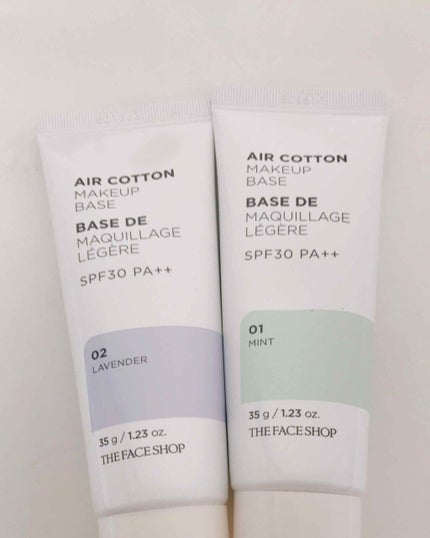 AIR COTTON
MAKEUP
BASE
BASE DE
MAQUILLAGE
LÉGÈRE
SPF30 PA++
02
LAVENDER
35 g / 1.23 oz.
THE FACE SHOP
AIR COTTON
MAKEUP
BASE
BASE DE
MAQUILLAGE
LÉGÈRE
SPF30 PA++
01
MINT
35 g / 1.23 oz.
THE FACE SHOP